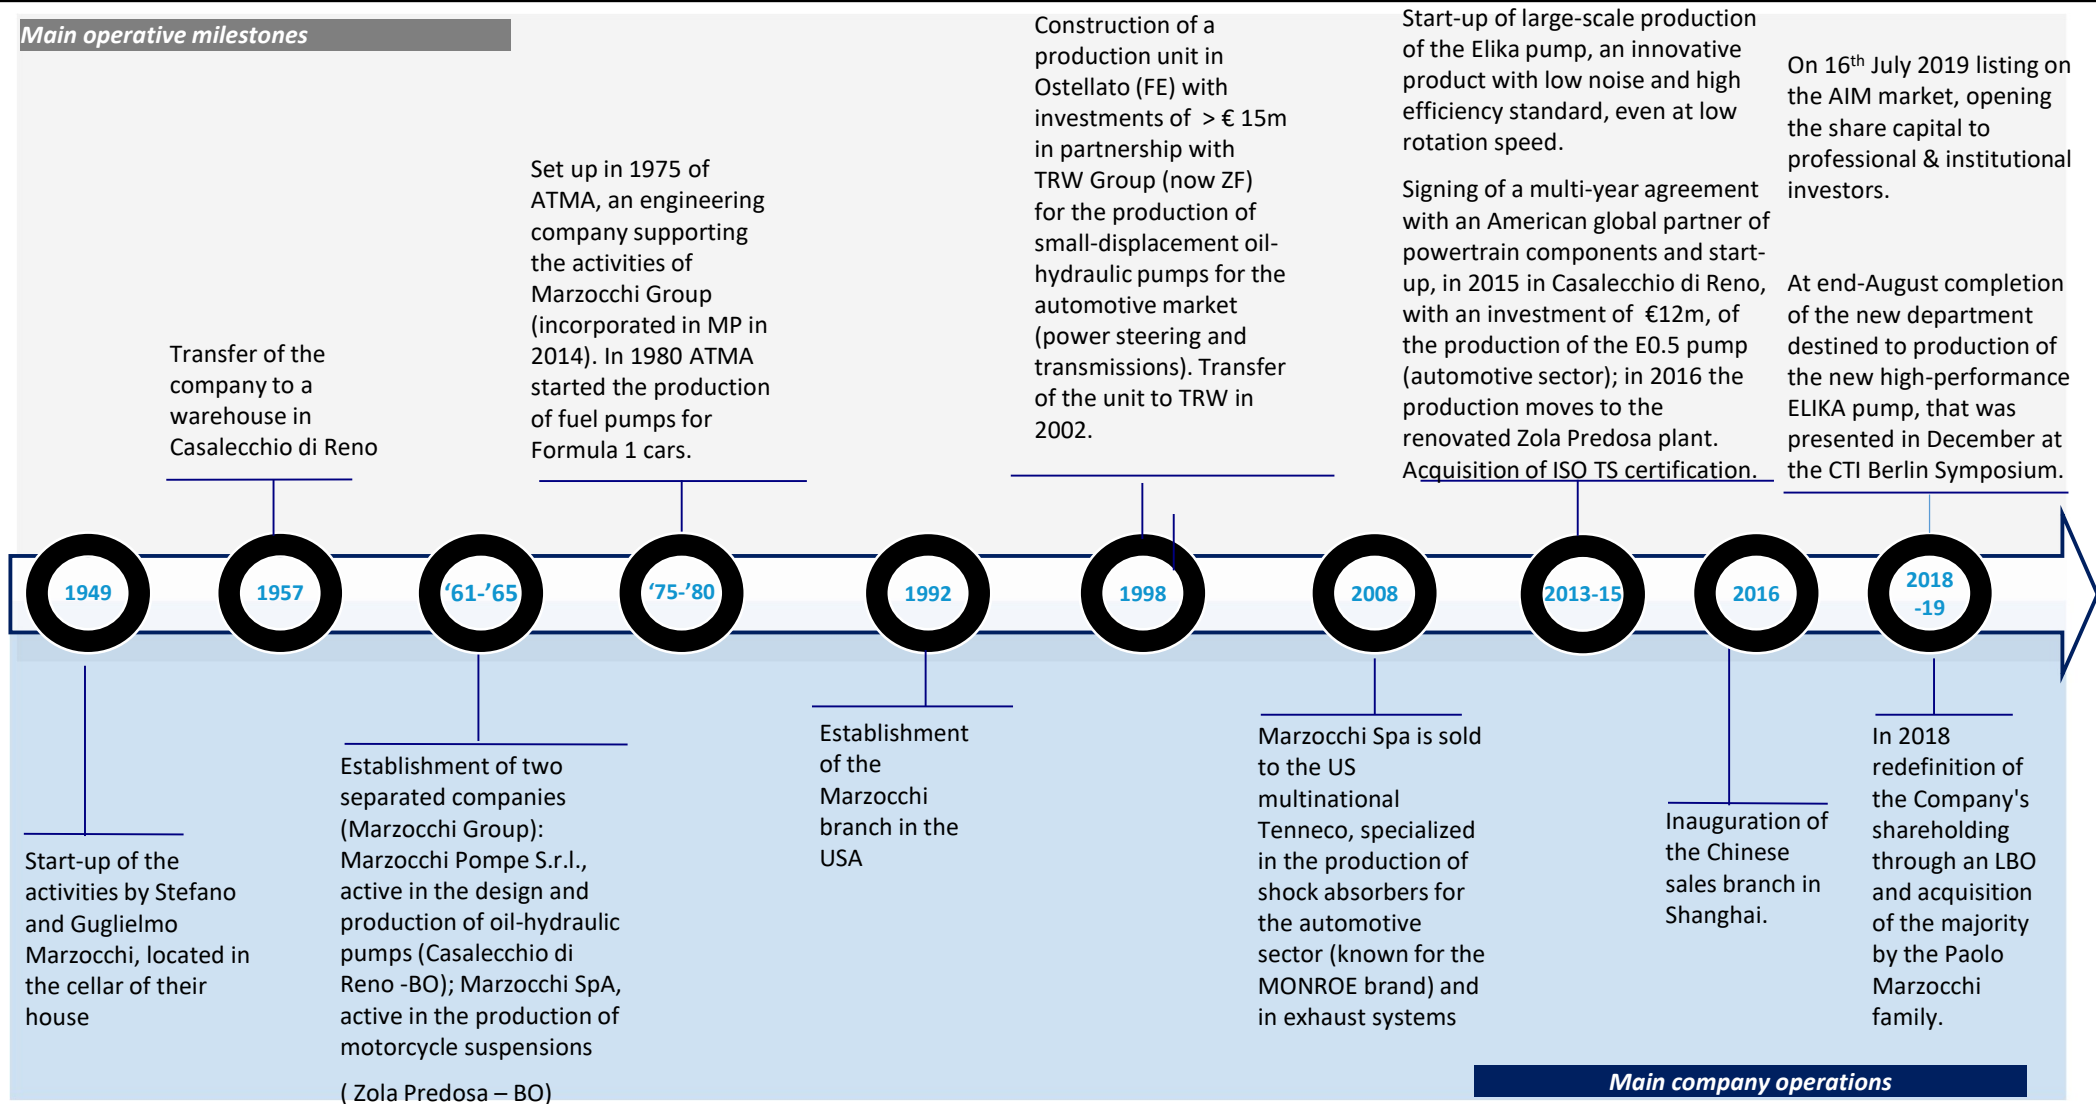 Main operative milestones
Transfer of the
company to a
warehouse in
Casalecchio di Reno
Set up in 1975 of
ATMA, an engineering
company supporting
the activities of
Marzocchi Group
(incorporated in MP in
2014). In 1980 ATMA
started the production
of fuel pumps for
Formula 1 cars.
Construction of a
production unit in
Ostellato (FE) with
investments of > € 15m
in partnership with
TRW Group (now ZF)
for the production of
small-displacement oil-
hydraulic pumps for the
automotive market
(power steering and
transmissions). Transfer
of the unit to TRW in
2002.
Start-up of large-scale production
of the Elika pump, an innovative
product with low noise and high
efficiency standard, even at low
rotation speed.
Signing of a multi-year agreement
with an American global partner of
powertrain components and start-
up, in 2015 in Casalecchio di Reno,
with an investment of €12m, of
the production of the E0.5 pump
(automotive sector); in 2016 the
production moves to the
renovated Zola Predosa plant.
Acquisition of ISO TS certification.
On 16th July 2019 listing on
the AIM market, opening
the share capital to
professional & institutional
investors.
At end-August completion
of the new department
destined to production of
the new high-performance
ELIKA pump, that was
presented in December at
the CTI Berlin Symposium.
1949
1957
‘61-’65
‘75-’80
1992
1998
2008
2013-15
2016
2018
-19
Start-up of the
activities by Stefano
and Guglielmo
Marzocchi, located in
the cellar of their
house
Establishment of two
separated companies
(Marzocchi Group):
Marzocchi Pompe S.r.l.,
active in the design and
production of oil-hydraulic
pumps (Casalecchio di
Reno -BO); Marzocchi SpA,
active in the production of
motorcycle suspensions
( Zola Predosa – BO)
Establishment
of the
Marzocchi
branch in the
USA
Marzocchi Spa is sold
to the US
multinational
Tenneco, specialized
in the production of
shock absorbers for
the automotive
sector (known for the
MONROE brand) and
in exhaust systems
Inauguration of
the Chinese
sales branch in
Shanghai.
In 2018
redefinition of
the Company's
shareholding
through an LBO
and acquisition
of the majority
by the Paolo
Marzocchi
family.
Main company operations